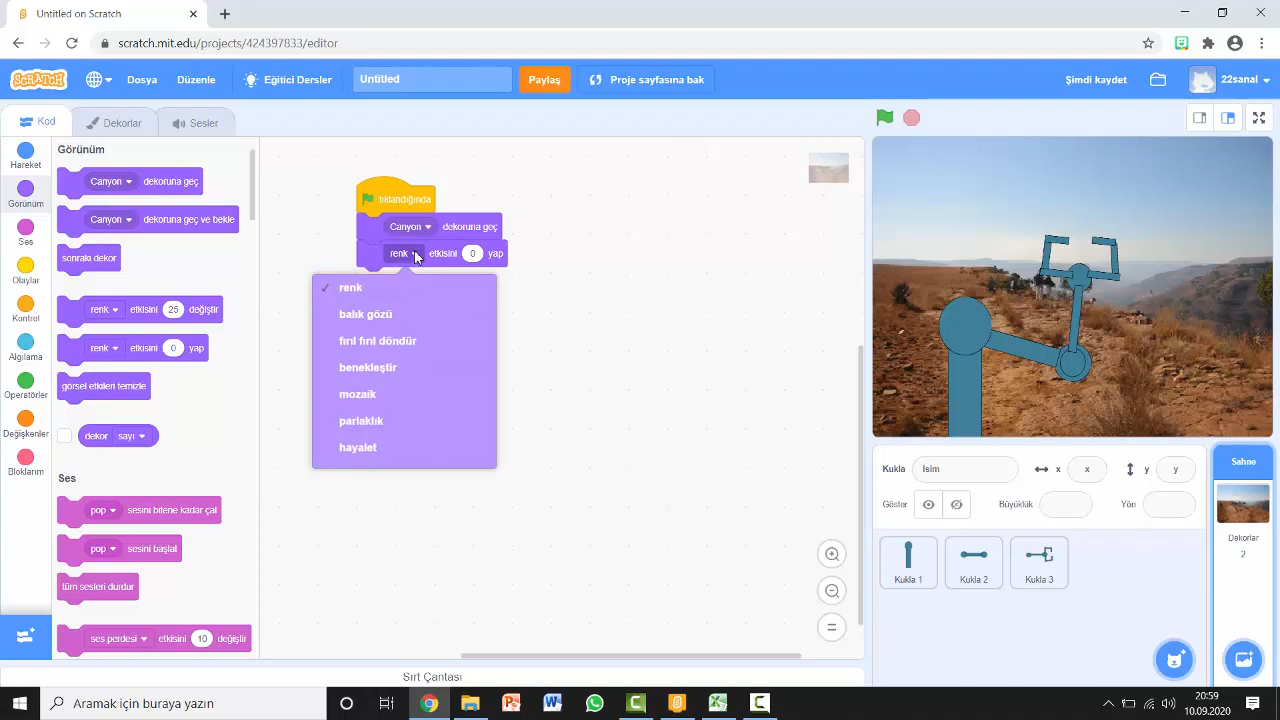 Untitled on Scratch
scratch.mit.edu/projects/424397833/editor
SCRATCH
Dosya
Düzenle
Eğitici Dersler
Untitled
Paylaş
Proje sayfasına bak
Şimdi kaydet
22sanal
Kod
Dekorlar
Sesler
Hareket
Görünüm
Ses
Olaylar
Kontrol
Algılama
Operatörler
Değişkenler
Bloklarım
Görünüm
Canyon dekoruna geç
Canyon dekoruna geç ve bekle
sonraki dekor
renk etkisini 25 değiştir
renk etkisini 0 yap
görsel etkileri temizle
dekor sayı
Ses
pop sesini bitene kadar çal
pop sesini başlat
tüm sesleri durdur
ses perdesi etkisini 10 değiştir
tıklandığında
Canyon dekoruna geç
renk etkisini 0 yap
renk
balık gözü
fırıl fırıl döndür
benekleştir
mozaik
parlaklık
hayalet
Kukla
İsim
x
x
y
y
Göster
Büyüklük
Yön
Kukla 1
Kukla 2
Kukla 3
Sahne
Dekorlar
2
Sırt Çantası
Aramak için buraya yazın
20:59
10.09.2020